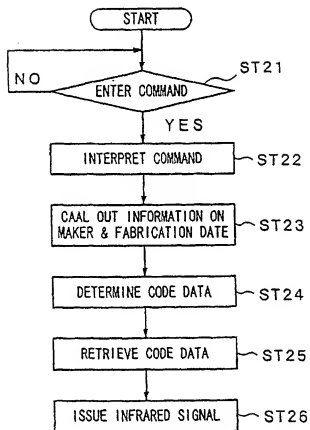 START
NO
ENTER COMMAND
ST21
YES
INTERPRET COMMAND
ST22
CAAL OUT INFORMATION ON
MAKER & FABRICATION DATE
ST23
DETERMINE CODE DATA
ST24
RETRIEVE CODE DATA
ST25
ISSUE INFRARED SIGNAL
ST26